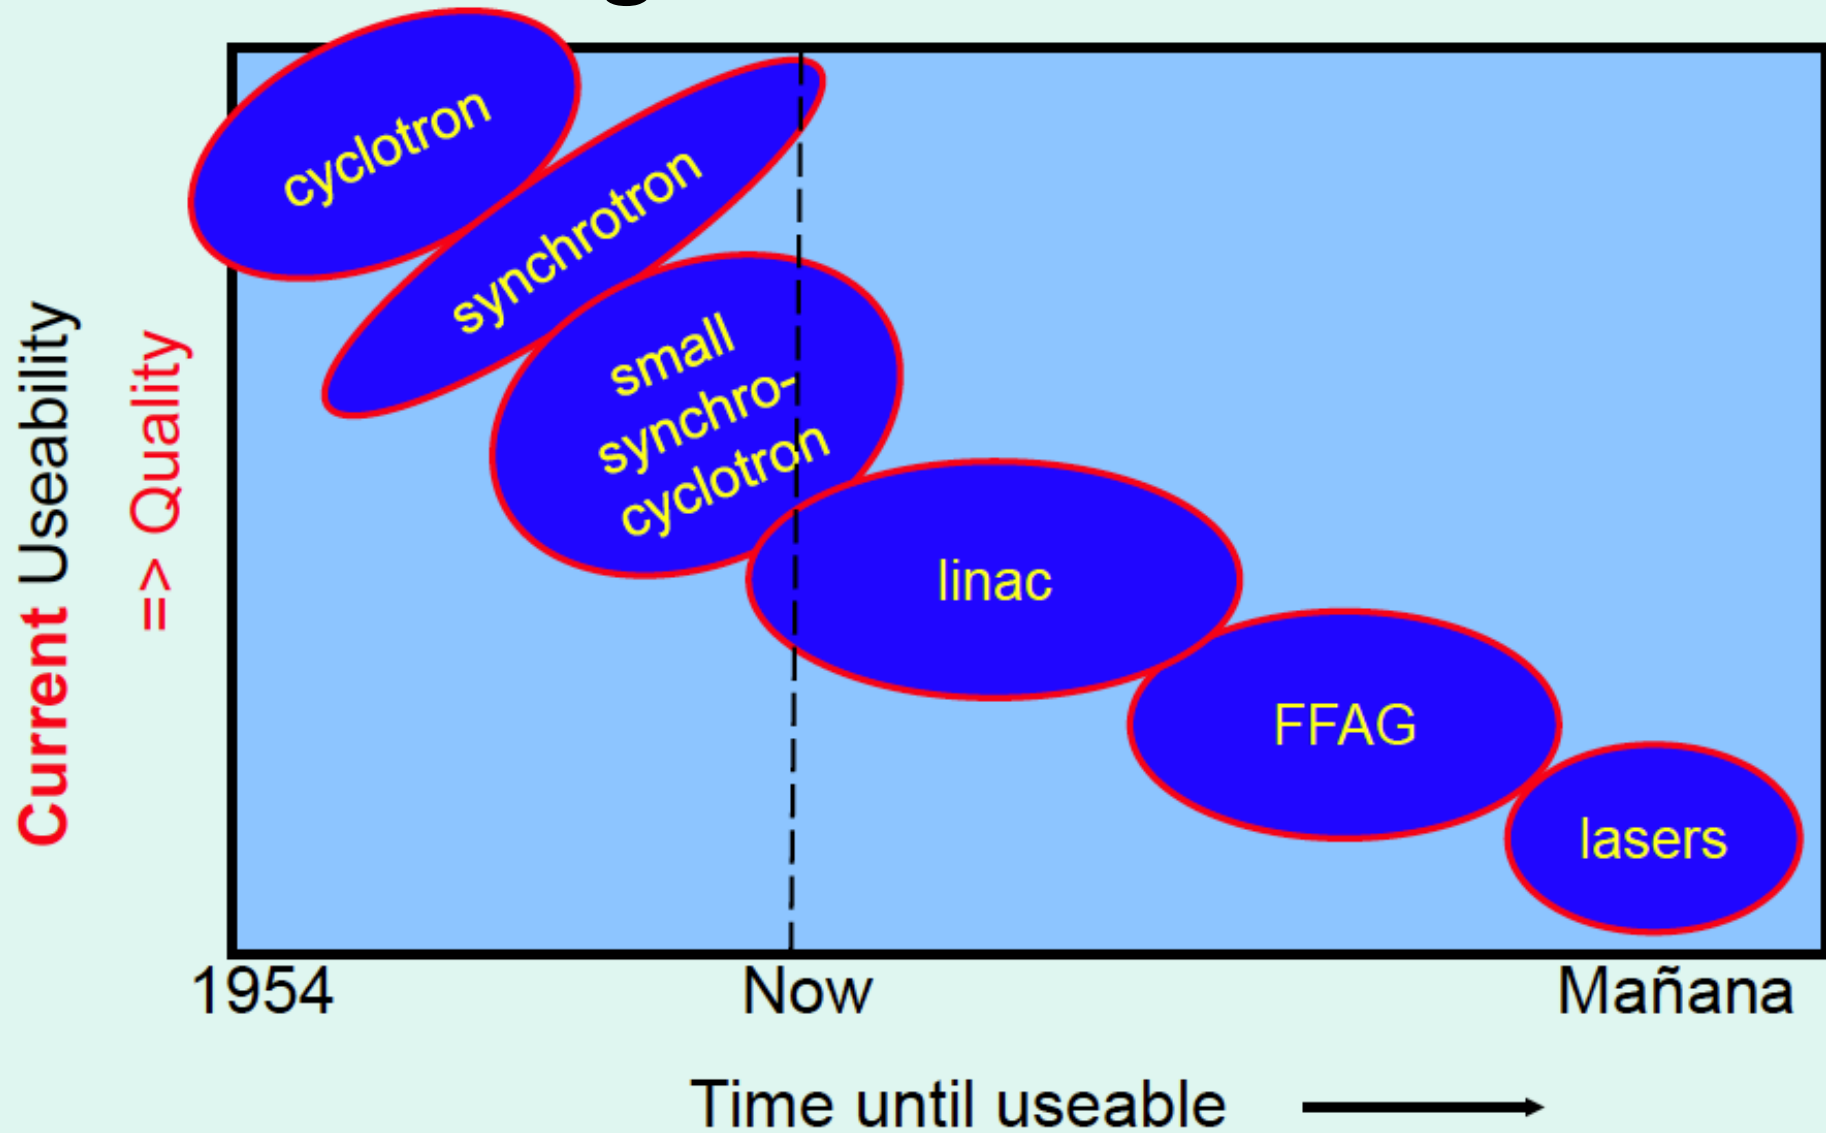 cyclotron
synchrotron
small
synchro-
cyclotron
linac
FFAG
lasers
Current Useability
=> Quality
1954
Now
Mañana
Time until useable